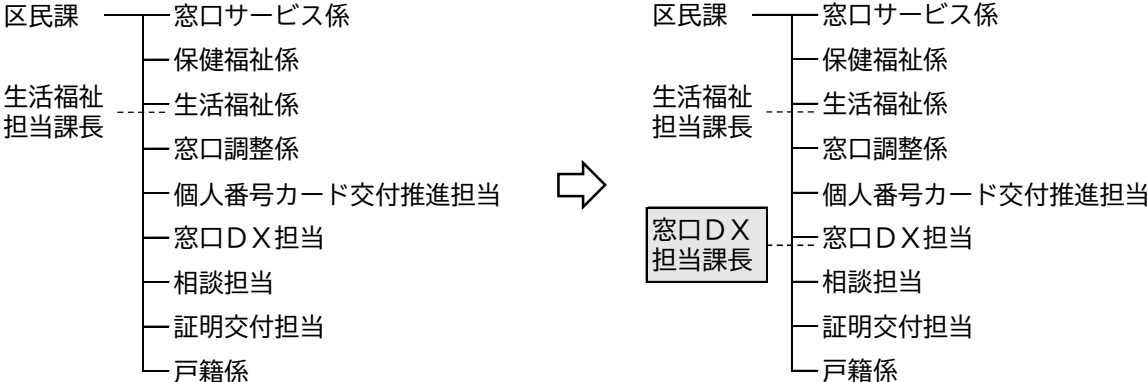 区民課
窓口サービス係
保健福祉係
生活福祉
担当課長
生活福祉係
窓口調整係
個人番号カード交付推進担当
窓口ＤＸ担当
相談担当
証明交付担当
戸籍係
区民課
窓口サービス係
保健福祉係
生活福祉
担当課長
生活福祉係
窓口調整係
個人番号カード交付推進担当
窓口ＤＸ
担当課長
窓口ＤＸ担当
相談担当
証明交付担当
戸籍係